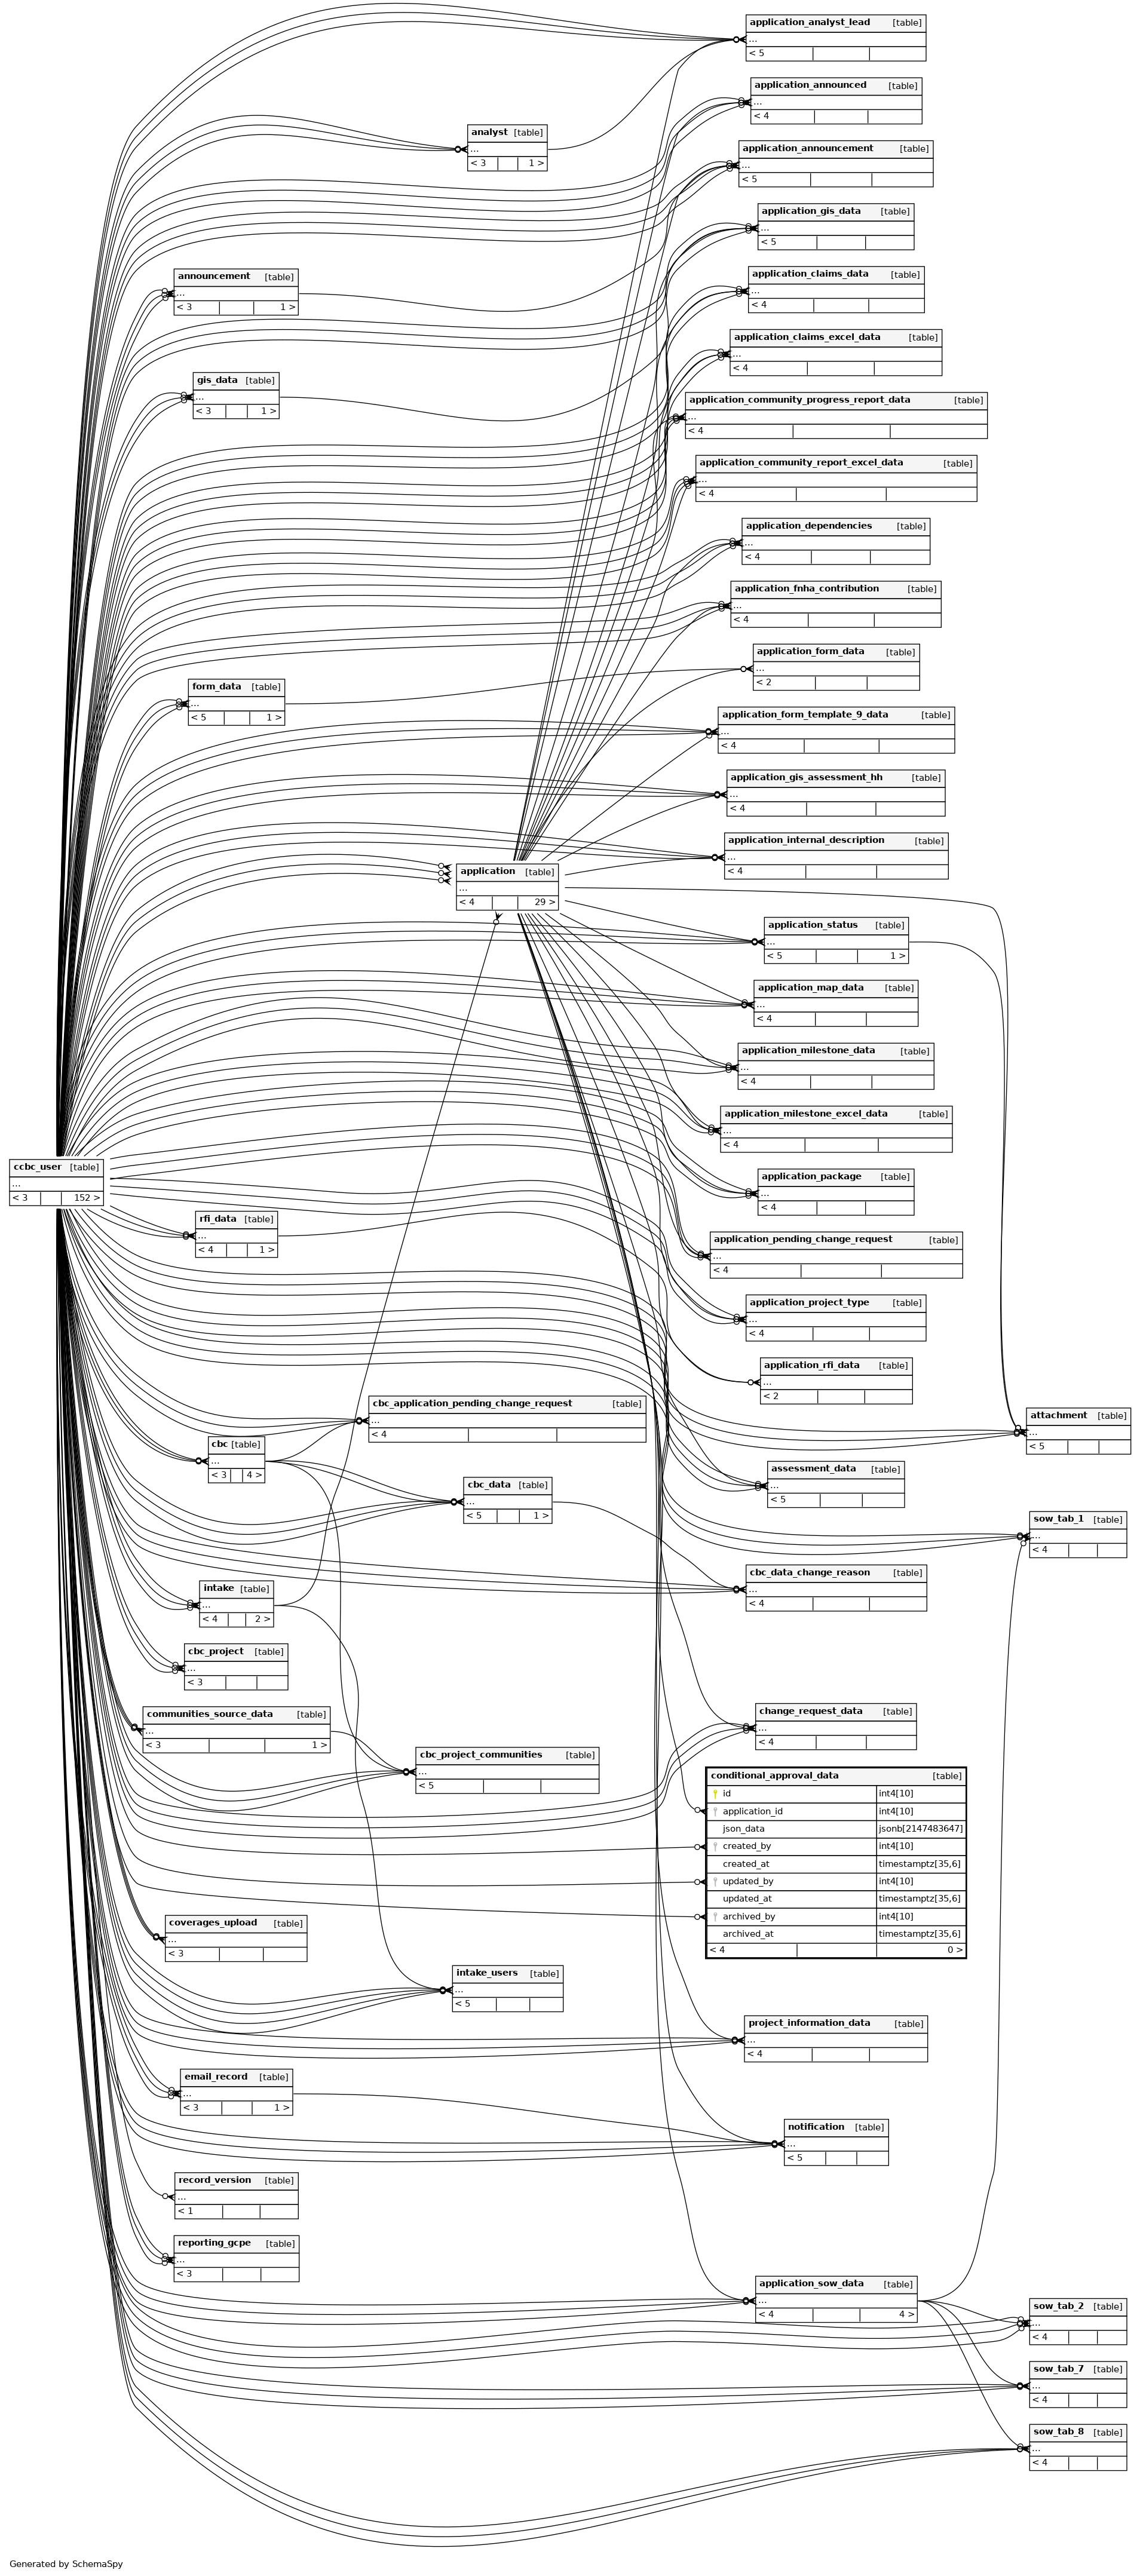 application_analyst_lead [table]
...
< 5
application_announced [table]
...
< 4
analyst [table]
...
< 3 1 >
application_announcement [table]
...
< 5
application_gis_data [table]
...
< 5
announcement [table]
...
< 3 1 >
application_claims_data [table]
...
< 4
application_claims_excel_data [table]
...
< 4
gis_data [table]
...
< 3 1 >
application_community_progress_report_data [table]
...
< 4
application_community_report_excel_data [table]
...
< 4
application_dependencies [table]
...
< 4
application_fnha_contribution [table]
...
< 4
application_form_data [table]
...
< 2
form_data [table]
...
< 5 1 >
application_form_template_9_data [table]
...
< 4
application_gis_assessment_hh [table]
...
< 4
application_internal_description [table]
...
< 4
application [table]
...
< 4 29 >
application_status [table]
...
< 5 1 >
application_map_data [table]
...
< 4
application_milestone_data [table]
...
< 4
application_milestone_excel_data [table]
...
< 4
ccbc_user [table]
...
< 3 152 >
application_package [table]
...
< 4
rfi_data [table]
...
< 4 1 >
application_pending_change_request [table]
...
< 4
application_project_type [table]
...
< 4
application_rfi_data [table]
...
< 2
cbc_application_pending_change_request [table]
...
< 4
attachment [table]
...
< 5
cbc [table]
...
< 3 4 >
assessment_data [table]
...
< 5
cbc_data [table]
...
< 5 1 >
sow_tab_1 [table]
...
< 4
cbc_data_change_reason [table]
...
< 4
intake [table]
...
< 4 2 >
cbc_project [table]
...
< 3
communities_source_data [table]
...
< 3 1 >
change_request_data [table]
...
< 4
cbc_project_communities [table]
...
< 5
conditional_approval_data [table]
id int4[10]
application_id int4[10]
json_data jsonb[2147483647]
created_by int4[10]
created_at timestamptz[35,6]
updated_by int4[10]
updated_at timestamptz[35,6]
archived_by int4[10]
archived_at timestamptz[35,6]
< 4 0 >
coverages_upload [table]
...
< 3
intake_users [table]
...
< 5
project_information_data [table]
...
< 4
email_record [table]
...
< 3 1 >
notification [table]
...
< 5
record_version [table]
...
< 1
reporting_gcpe [table]
...
< 3
application_sow_data [table]
...
< 4 4 >
sow_tab_2 [table]
...
< 4
sow_tab_7 [table]
...
< 4
sow_tab_8 [table]
...
< 4
Generated by SchemaSpy